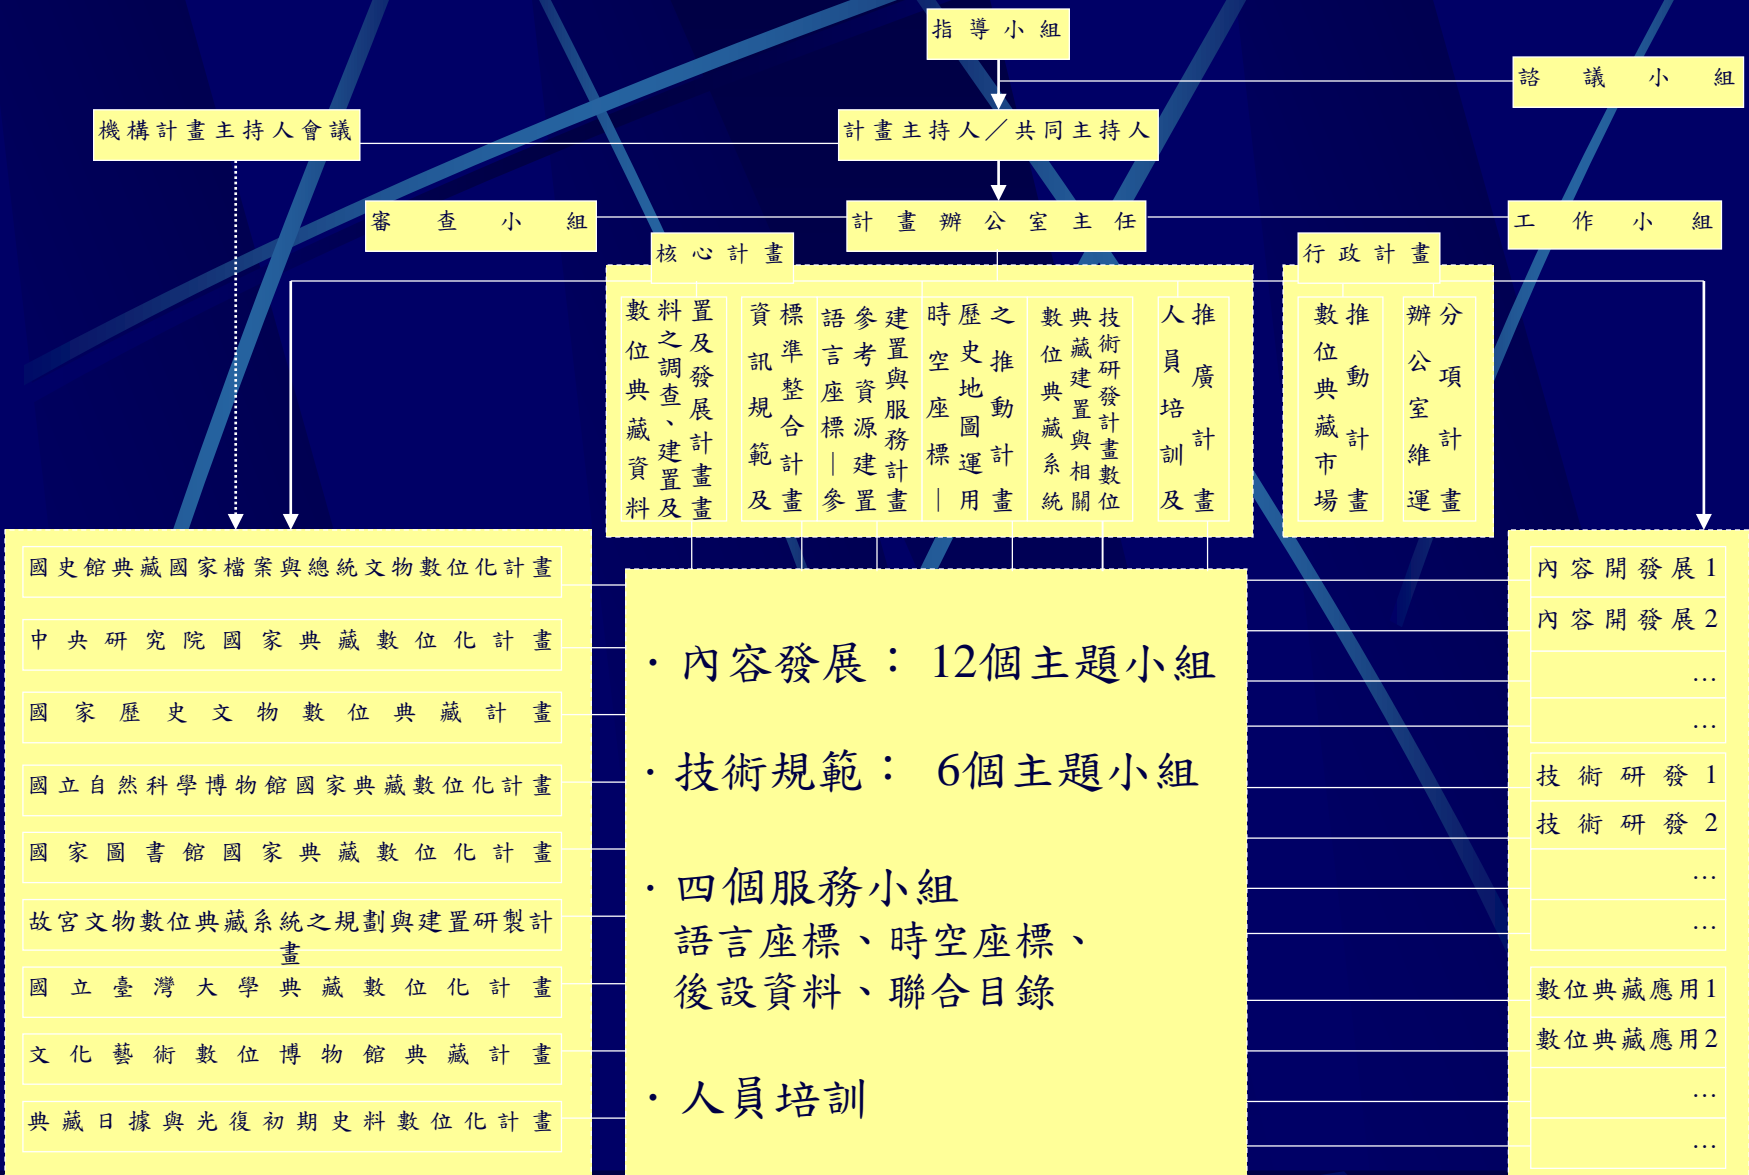 指導小組
諮議小組
機構計畫主持人會議
計畫主持人／共同主持人
審查小組
計畫辦公室主任
工作小組
核心計畫
行政計畫
數位典藏資料
料之調查、建置及
置及發展計畫畫
資訊規範及
標準整合計畫
語言座標｜參
參考資源建置
建置與服務計畫
時空座標｜
歷史地圖運用
之推動計畫
數位典藏系統
典藏建置與相關
技術研發計畫數位
人員培訓及
推廣計畫
數位典藏市場
推動計畫
辦公室維運
分項計畫
國史館典藏國家檔案與總統文物數位化計畫
中央研究院國家典藏數位化計畫
國家歷史文物數位典藏計畫
國立自然科學博物館國家典藏數位化計畫
國家圖書館國家典藏數位化計畫
故宮文物數位典藏系統之規劃與建置研製計
畫
國立臺灣大學典藏數位化計畫
文化藝術數位博物館典藏計畫
典藏日據與光復初期史料數位化計畫
．內容發展： 12個主題小組
．技術規範： 6個主題小組
．四個服務小組
語言座標、時空座標、
後設資料、聯合目錄
．人員培訓
內容開發展1
內容開發展2
…
…
技術研發1
技術研發2
…
…
數位典藏應用1
數位典藏應用2
…
…